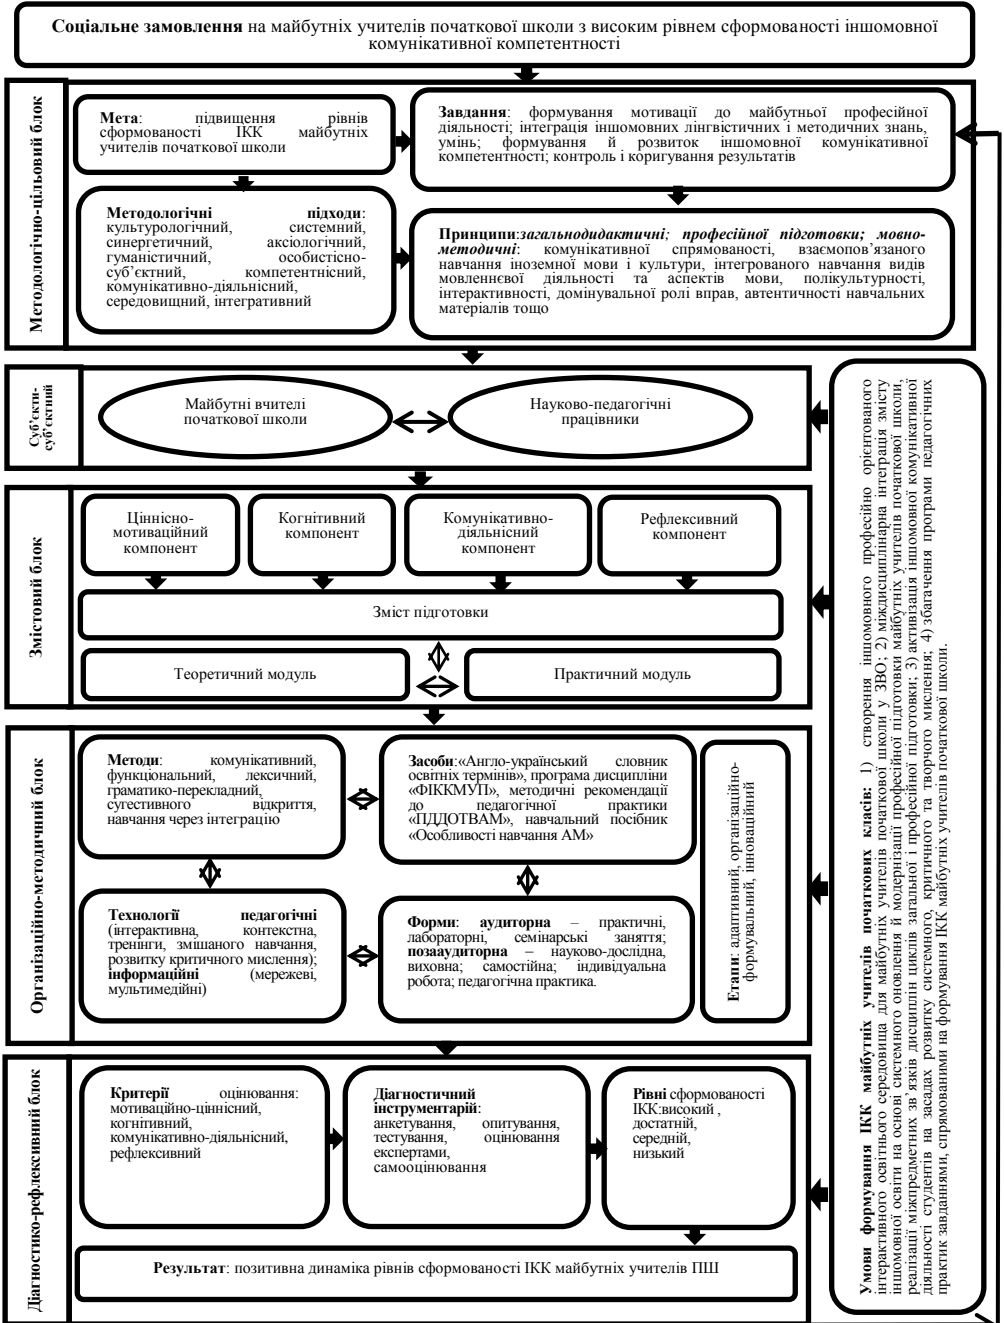 Соціальне замовлення на майбутніх учителів початкової школи з високим рівнем сформованості іншомовної
комунікативної компетентності
Методологічно-цільовий блок
Мета: підвищення рівнів
сформованості ІКК майбутніх
учителів початкової школи
Завдання: формування мотивації до майбутньої професійної
діяльності; інтеграція іншомовних лінгвістичних і методичних знань,
умінь; формування й розвиток іншомовної комунікативної
компетентності; контроль і коригування результатів
Методологічні підходи:
культурологічний, системний,
синергетичний, аксіологічний,
гуманістичний, особистісно-
суб'єктний, компетентнісний,
комунікативно-діяльнісний,
середовищний, інтегративний
Принципи:загальнодидактичні; професійної підготовки; мовно-
методичні: комунікативної спрямованості, взаємопов'язаного
навчання іноземної мови і культури, інтегрованого навчання видів
мовленнєвої діяльності та аспектів мови, полікультурності,
інтерактивності, домінувальної ролі вправ, автентичності навчальних
матеріалів тощо
Суб'єкти-
суб'єктний
Майбутні вчителі
початкової школи
Науково-педагогічні
працівники
Змістовий блок
Ціннісно-
мотиваційний
компонент
Когнітивний
компонент
Комунікативно-
діяльнісний
компонент
Рефлексивний
компонент
Зміст підготовки
Теоретичний модуль
Практичний модуль
Організаційно-методичний блок
Методи: комунікативний,
функціональний, лексичний,
граматико-перекладний,
сугестивного відкриття,
навчання через інтеграцію
Засоби:«Англо-український словник
освітніх термінів», програма дисципліни
«ФІККМУП», методичні рекомендації
до педагогічної практики
«ПДДОТВАМ», навчальний посібник
«Особливості навчання АМ»
Технології педагогічні
(інтерактивна, контекстна,
тренінги, змішаного навчання,
розвитку критичного мислення);
інформаційні (мережеві,
мультимедійні)
Форми: аудиторна – практичні,
лабораторні, семінарські заняття;
позааудиторна – науково-дослідна,
виховна; самостійна; індивідуальна
робота; педагогічна практика.
Етапи: адаптивний, організаційно-
формувальний, інноваційний
Діагностико-рефлексивний блок
Критерії оцінювання:
мотиваційно-ціннісний,
когнітивний,
комунікативно-діяльнісний,
рефлексивний
Діагностичний
інструментарій:
анкетування, опитування,
тестування, оцінювання
експертами,
самооцінювання
Рівні сформованості
ІКК:високий ,
достатній,
середній,
низький
Результат: позитивна динаміка рівнів сформованості ІКК майбутніх учителів ПШ
Умови формування ІКК майбутніх учителів початкових класів: 1) створення іншомовного професійно орієнтованого
інтерактивного освітнього середовища для майбутніх учителів початкової школи у ЗВО; 2) міждисциплінарна інтеграція змісту
іншомовної освіти на основі системного оновлення й модернізації професійної підготовки майбутніх учителів початкової школи,
реалізації міжпредметних зв'язків дисциплін циклів загальної і професійної підготовки; 3) активізація іншомовної комунікативної
діяльності студентів на засадах розвитку системного, критичного та творчого мислення; 4) збагачення програми педагогічних
практик завданнями, спрямованими на формування ІКК майбутніх учителів початкової школи.